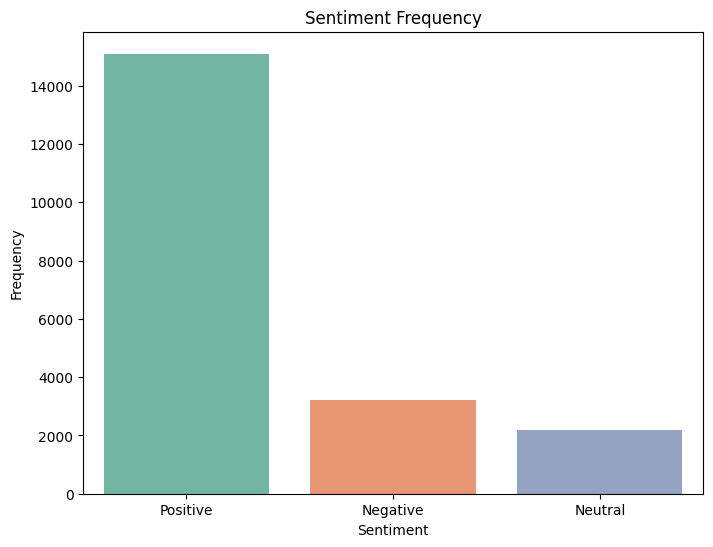 Sentiment Frequency
14000
12000
10000
8000
6000
4000
2000
0
Frequency
Positive
Negative
Neutral
Sentiment